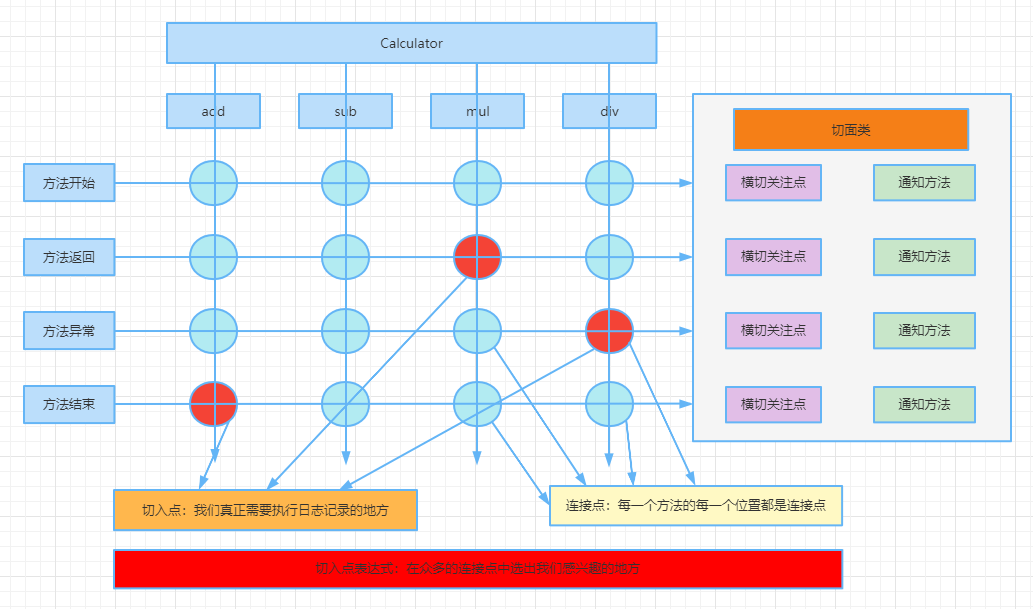 Calculator
add
sub
mul
div
切面类
方法开始
横切关注点
通知方法
方法返回
横切关注点
通知方法
方法异常
横切关注点
通知方法
方法结束
横切关注点
通知方法
切入点：我们真正需要执行日志记录的地方
连接点：每一个方法的每一个位置都是连接点
切入点表达式：在众多的连接点中选出我们感兴趣的地方